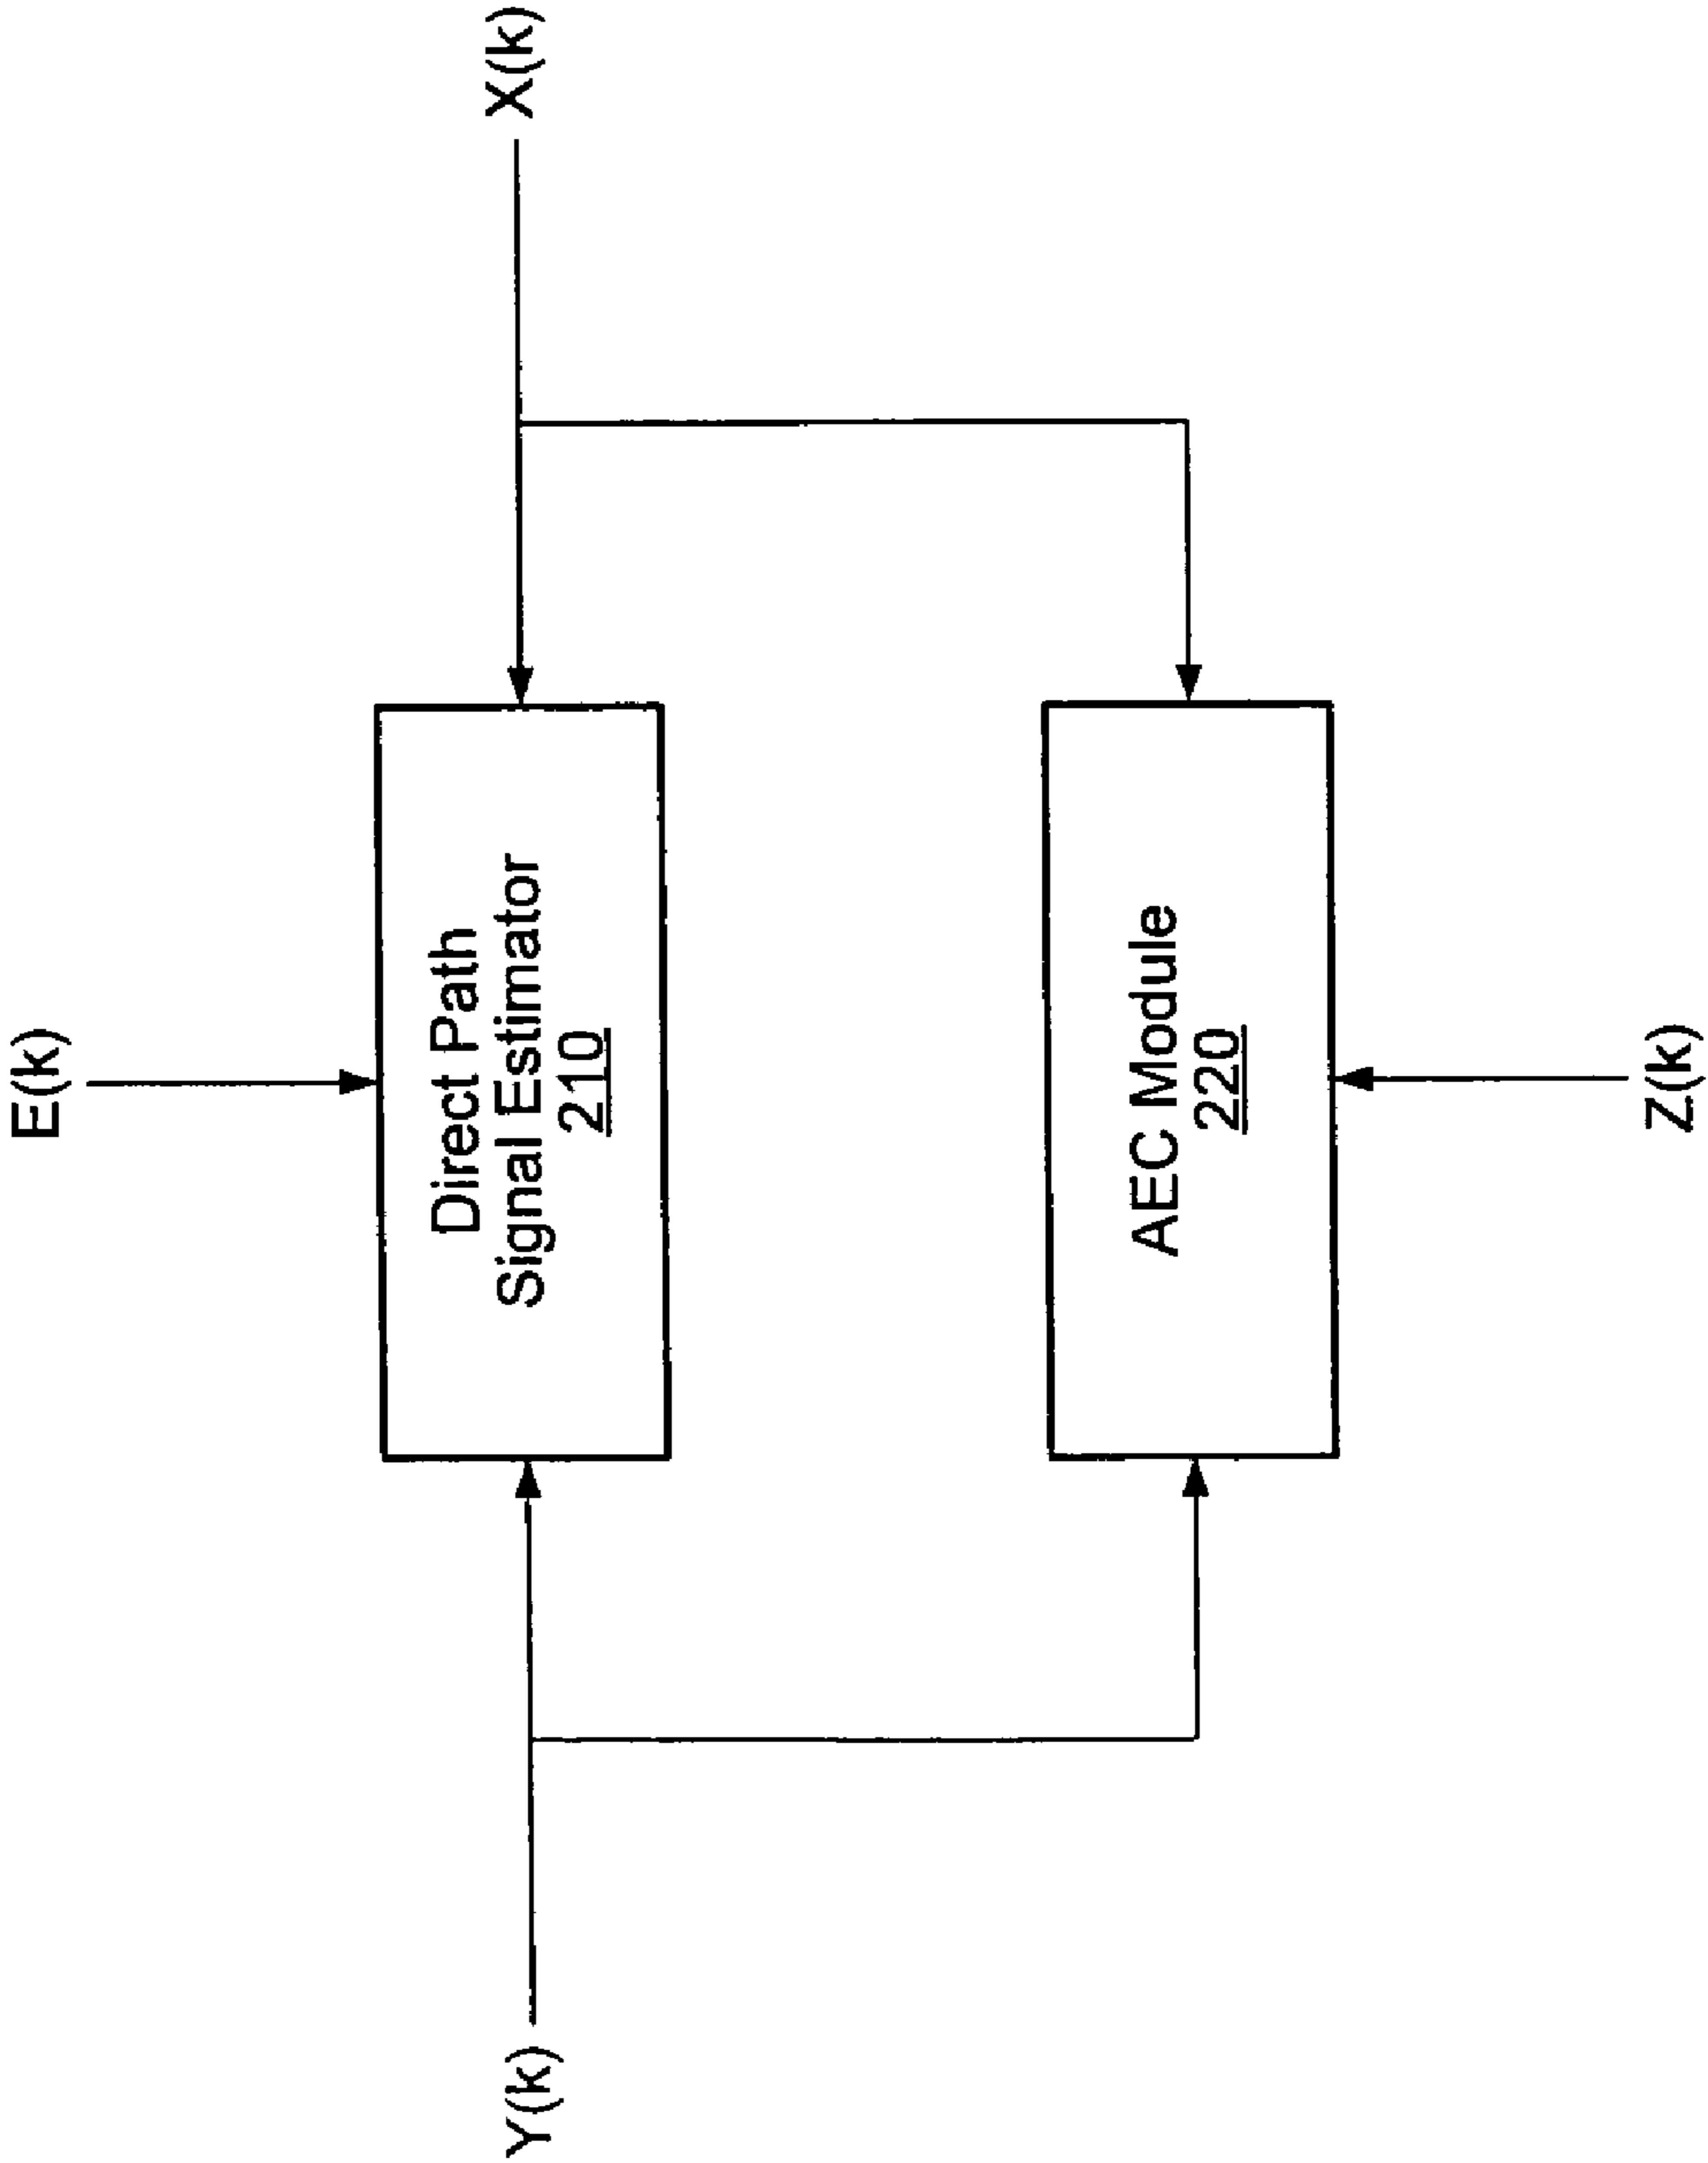 E(k)
Y(k)
Direct Path
Signal Estimator
210
X(k)
AEC Module
220
Z(k)